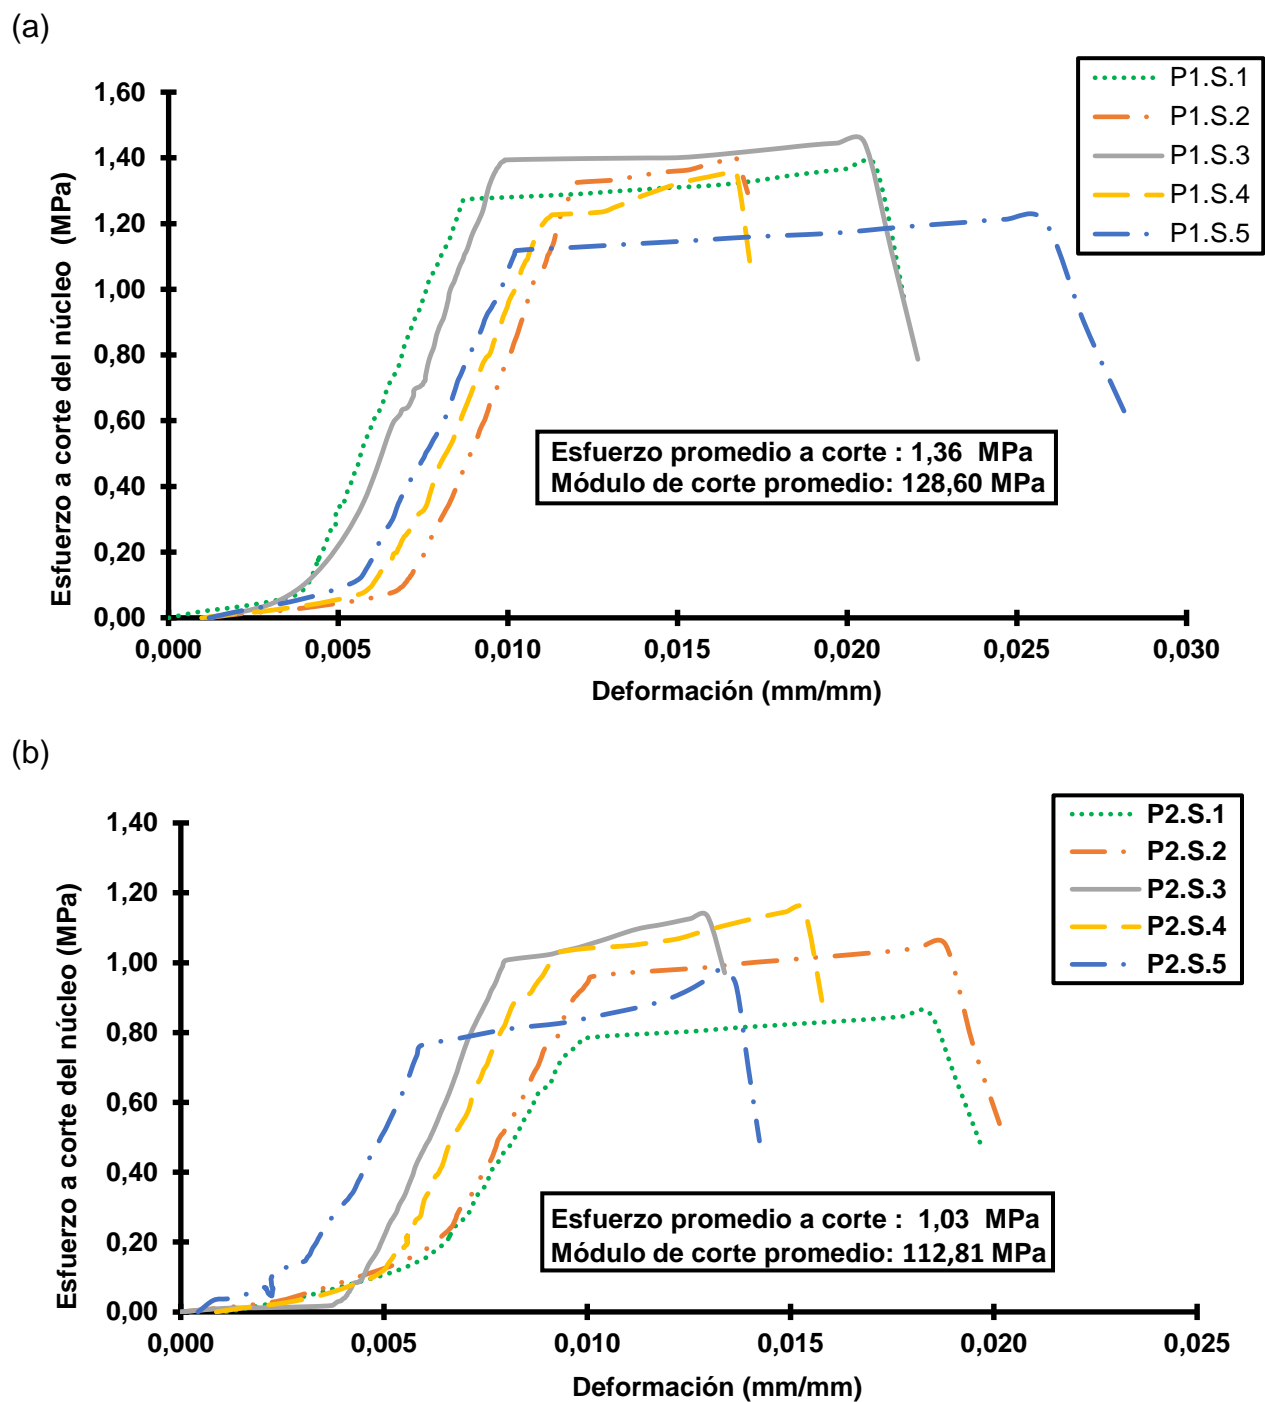 (a)
P1.S.1
P1.S.2
P1.S.3
P1.S.4
P1.S.5
Esfuerzo a corte del núcleo (MPa)
1,60
1,40
1,20
1,00
0,80
0,60
0,40
0,20
0,00
Esfuerzo promedio a corte : 1,36 MPa
Módulo de corte promedio: 128,60 MPa
0,000 0,005 0,010 0,015 0,020 0,025 0,030
Deformación (mm/mm)
(b)
P2.S.1
P2.S.2
P2.S.3
P2.S.4
P2.S.5
Esfuerzo a corte del núcleo (MPa)
1,40
1,20
1,00
0,80
0,60
0,40
0,20
0,00
Esfuerzo promedio a corte : 1,03 MPa
Módulo de corte promedio: 112,81 MPa
0,000 0,005 0,010 0,015 0,020 0,025
Deformación (mm/mm)